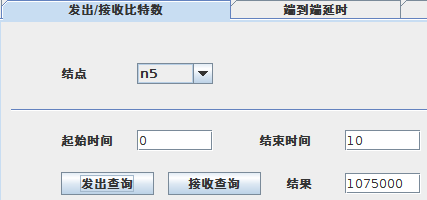 发出/接收比特数 端到端延时
结点 n5
起始时间 0 结束时间 10
发出查询 接收查询 结果 1075000